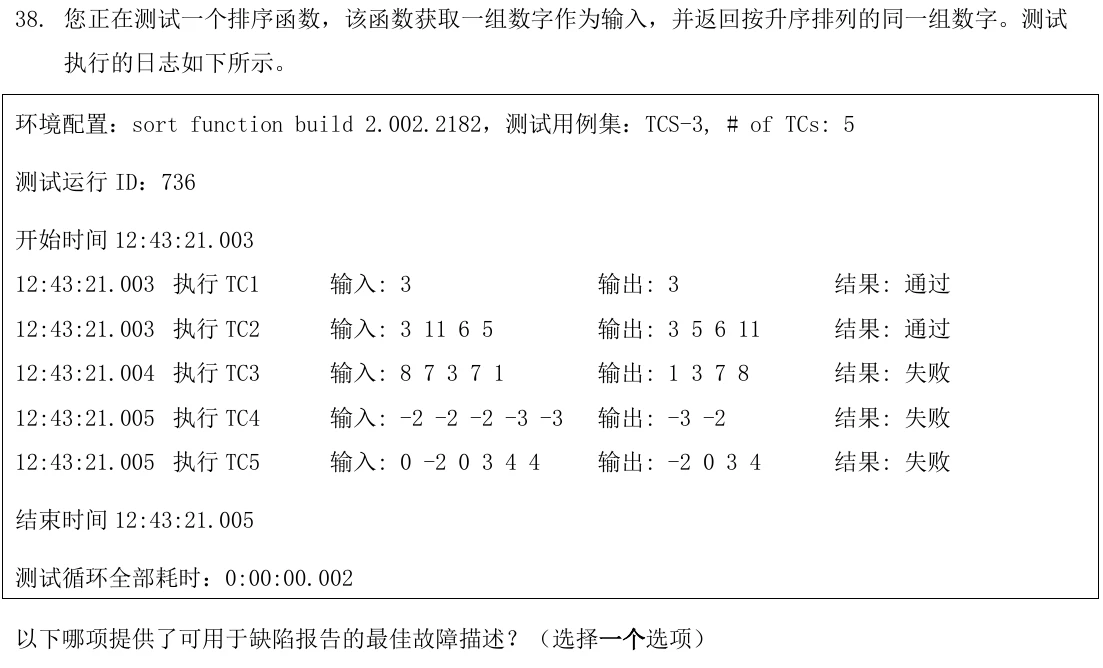 38. 您正在测试一个排序函数，该函数获取一组数字作为输入，并返回按升序排列的同一组数字。测试
执行的日志如下所示。
环境配置：sort function build 2.002.2182，测试用例集：TCS-3, # of TCs: 5
测试运行 ID：736
开始时间 12:43:21.003
12:43:21.003 执行 TC1 输入: 3 输出: 3 结果: 通过
12:43:21.003 执行 TC2 输入: 3 11 6 5 输出: 3 5 6 11 结果: 通过
12:43:21.004 执行 TC3 输入: 8 7 3 7 1 输出: 1 3 7 8 结果: 失败
12:43:21.005 执行 TC4 输入: -2 -2 -2 -3 -3 输出: -3 -2 结果: 失败
12:43:21.005 执行 TC5 输入: 0 -2 0 3 4 4 输出: -2 0 3 4 结果: 失败
结束时间 12:43:21.005
测试循环全部耗时：0:00:00.002
以下哪项提供了可用于缺陷报告的最佳故障描述？（选择一个选项）